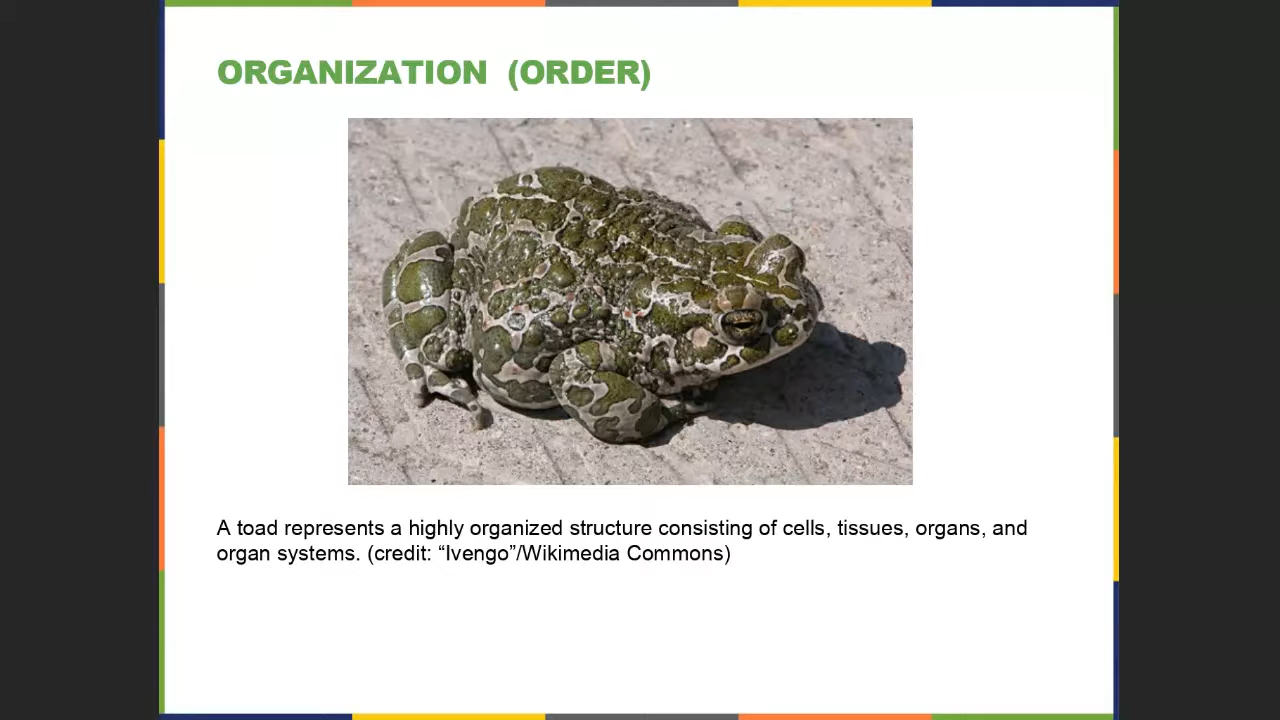 ORGANIZATION (ORDER)
A toad represents a highly organized structure consisting of cells, tissues, organs, and
organ systems. (credit: “Ivengo”/Wikimedia Commons)